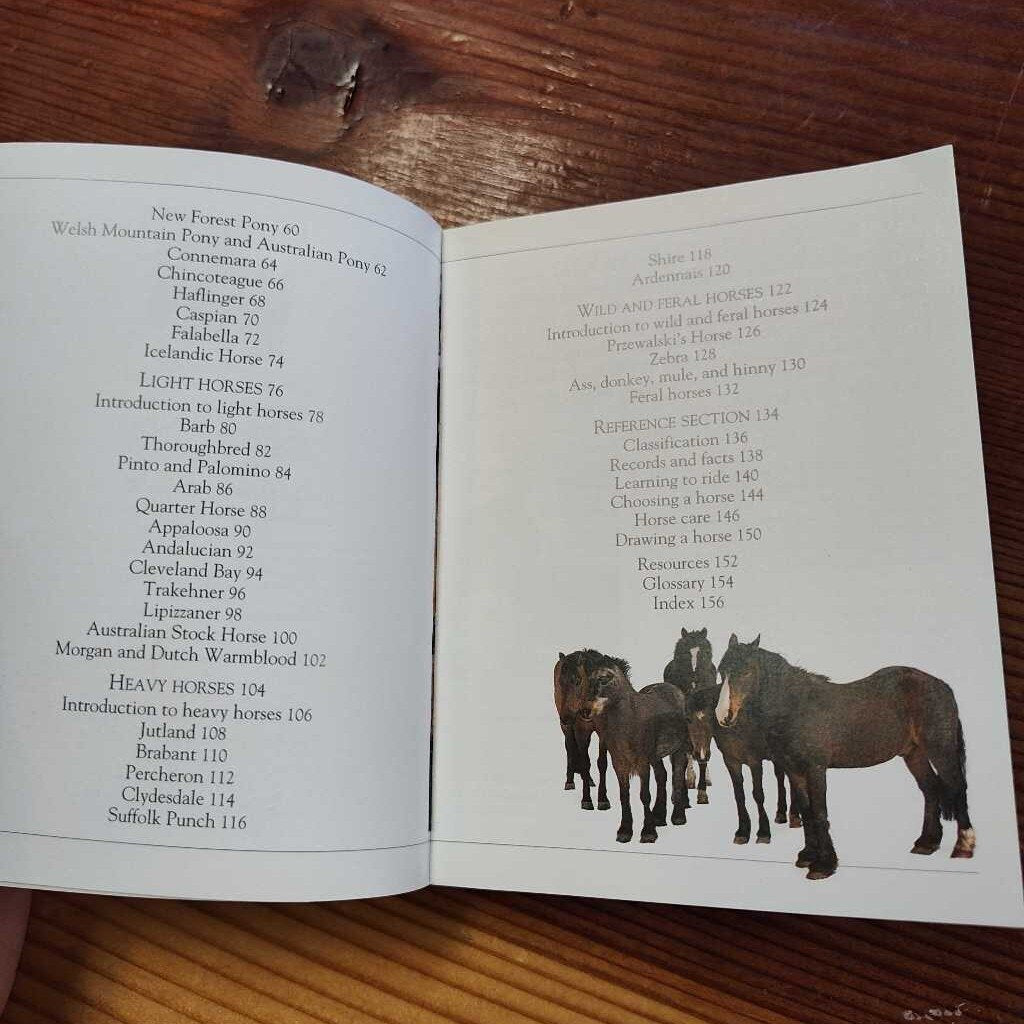 New Forest Pony 60
Welsh Mountain Pony and Australian Pony 62
Connemara 64
Chincoteague 66
Haflinger 68
Caspian 70
Falabella 72
Icelandic Horse 74
LIGHT HORSES 76
Introduction to light horses 78
Barb 80
Thoroughbred 82
Pinto and Palomino 84
Arab 86
Quarter Horse 88
Appaloosa 90
Andalucian 92
Cleveland Bay 94
Trakehner 96
Lipizzaner 98
Australian Stock Horse 100
Morgan and Dutch Warmblood 102
HEAVY HORSES 104
Introduction to heavy horses 106
Jutland 108
Brabant 110
Percheron 112
Clydesdale 114
Suffolk Punch 116
Shire 118
Ardennais 120
WILD AND FERAL HORSES 122
Introduction to wild and feral horses 124
Przewalski's Horse 126
Zebra 128
Ass, donkey, mule, and hinny 130
Feral horses 132
REFERENCE SECTION 134
Classification 136
Records and facts 138
Learning to ride 140
Choosing a horse 144
Horse care 146
Drawing a horse 150
Resources 152
Glossary 154
Index 156